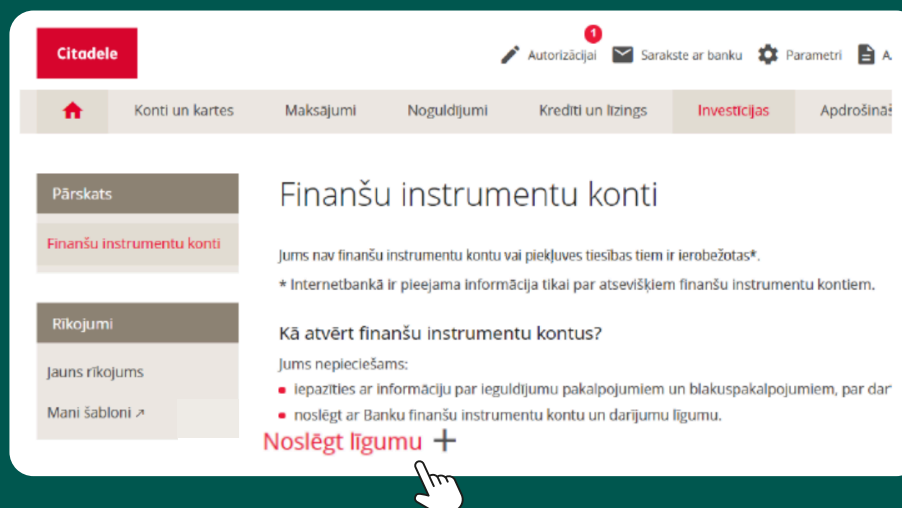 Citadele
1
Autorizācijai Sarakste ar banku Parametri A.
Konti un kartes Maksājumi Noguldījumi Kredīti un līzings Investīcijas Apdrošināš
Pārskats
Finanšu instrumentu konti
Rīkojumi
Jauns rīkojums
Mani šabloni ↗
Finanšu instrumentu konti
Jums nav finanšu instrumentu kontu vai piekļuves tiesības tiem ir ierobežotas*.
* Internetbankā ir pieejama informācija tikai par atsevišķiem finanšu instrumentu kontiem.
Kā atvērt finanšu instrumentu kontus?
Jums nepieciešams:
iepazīties ar informāciju par ieguldījumu pakalpojumiem un blakuspakalpojumiem, par dar
noslēgt ar Banku finanšu instrumentu kontu un darījumu līgumu.
Noslēgt līgumu +